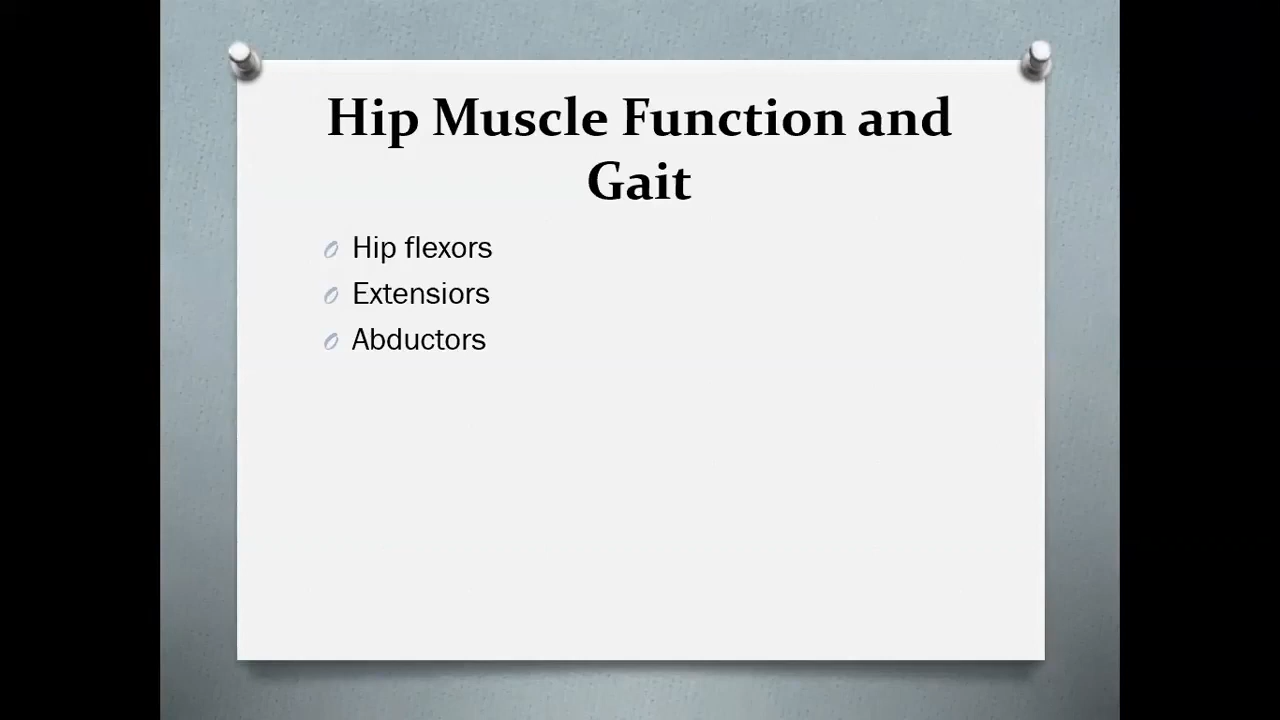 Hip Muscle Function and
Gait
Hip flexors
Extensiors
Abductors